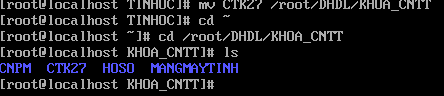 [root@localhost TINHOC]# mv CTK27 /root/DHDL/KHOA_CNTT
[root@localhost TINHOC]# cd ~
[root@localhost ~]# cd /root/DHDL/KHOA_CNTT
[root@localhost KHOA_CNTT]# ls
CNPM CTK27 HOSO MANGMAYTINH
[root@localhost KHOA_CNTT]#